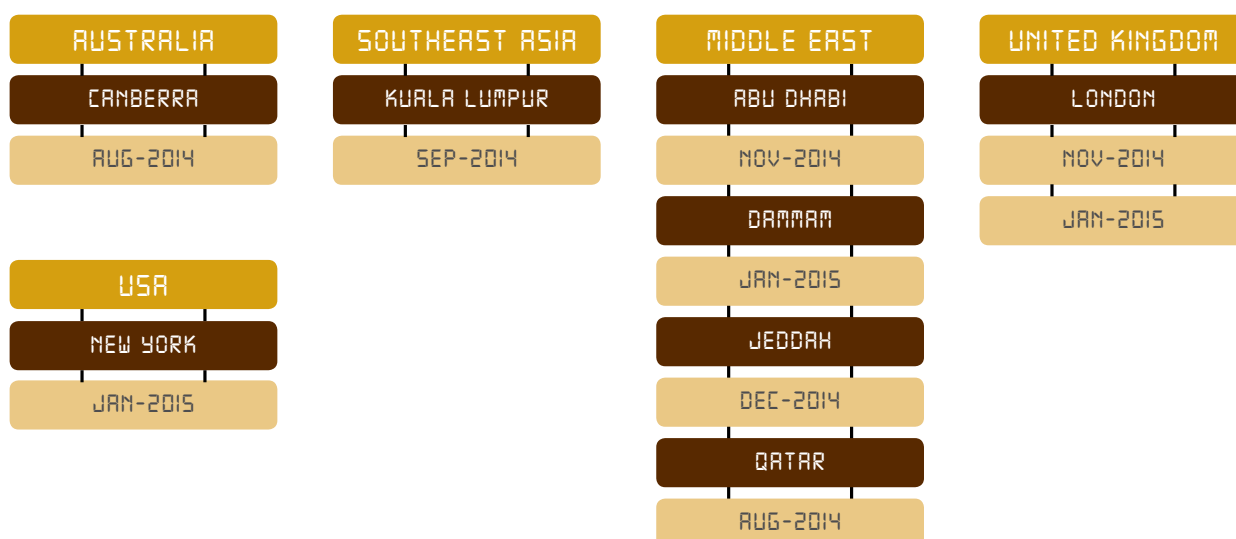 AUSTRALIA
CANBERRA
AUG-2014
SOUTHEAST ASIA
KUALA LUMPUR
SEP-2014
MIDDLE EAST
ABU DHABI
NOV-2014
DAMMAM
JAN-2015
JEDDAH
DEC-2014
QATAR
AUG-2014
UNITED KINGDOM
LONDON
NOV-2014
JAN-2015
USA
NEW YORK
JAN-2015